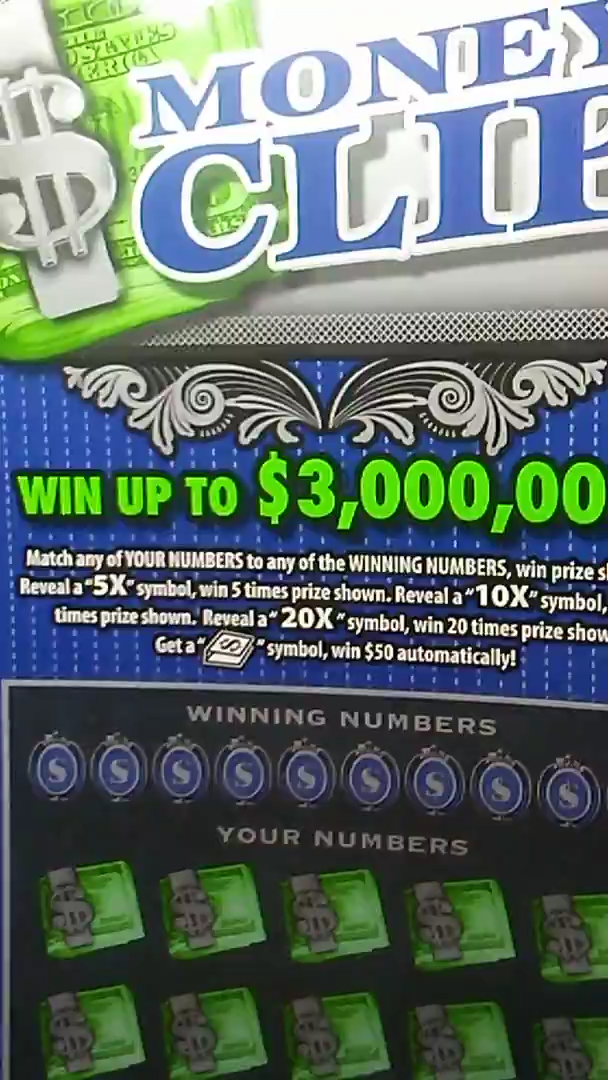 MONEY
CLIP
WIN UP TO $3,000,00
Match any of YOUR NUMBERS to any of the WINNING NUMBERS, win prize
Reveal a "5X" symbol, win 5 times prize shown. Reveal a "10X" symbol,
times prize shown. Reveal a "20X" symbol, win 20 times prize show
Get a " " symbol, win $50 automatically!
WINNING NUMBERS
YOUR NUMBERS